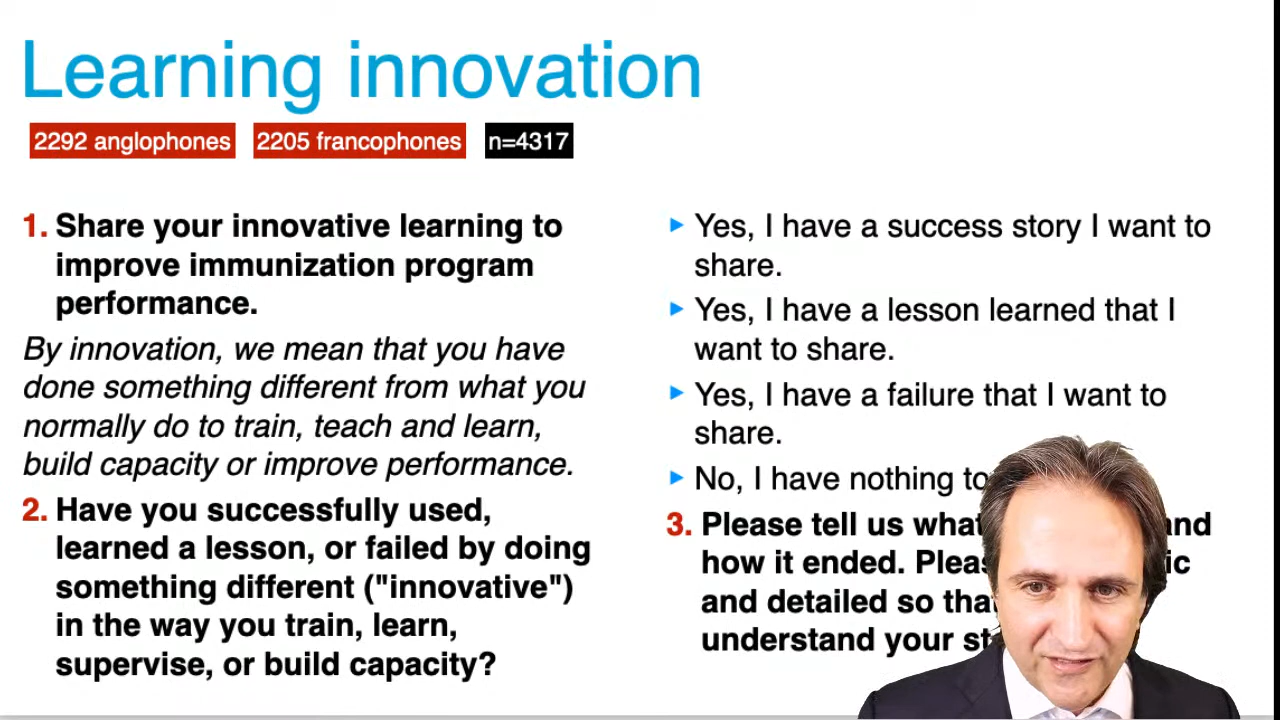 Learning innovation
2292 anglophones 2205 francophones n=4317
1. Share your innovative learning to
improve immunization program
performance.
By innovation, we mean that you have
done something different from what you
normally do to train, teach and learn,
build capacity or improve performance.
2. Have you successfully used,
learned a lesson, or failed by doing
something different ("innovative")
in the way you train, learn,
supervise, or build capacity?
Yes, I have a success story I want to
share.
Yes, I have a lesson learned that I
want to share.
Yes, I have a failure that I want to
share.
No, I have nothing to
3. Please tell us what and
how it ended.
and detailed so
understand your